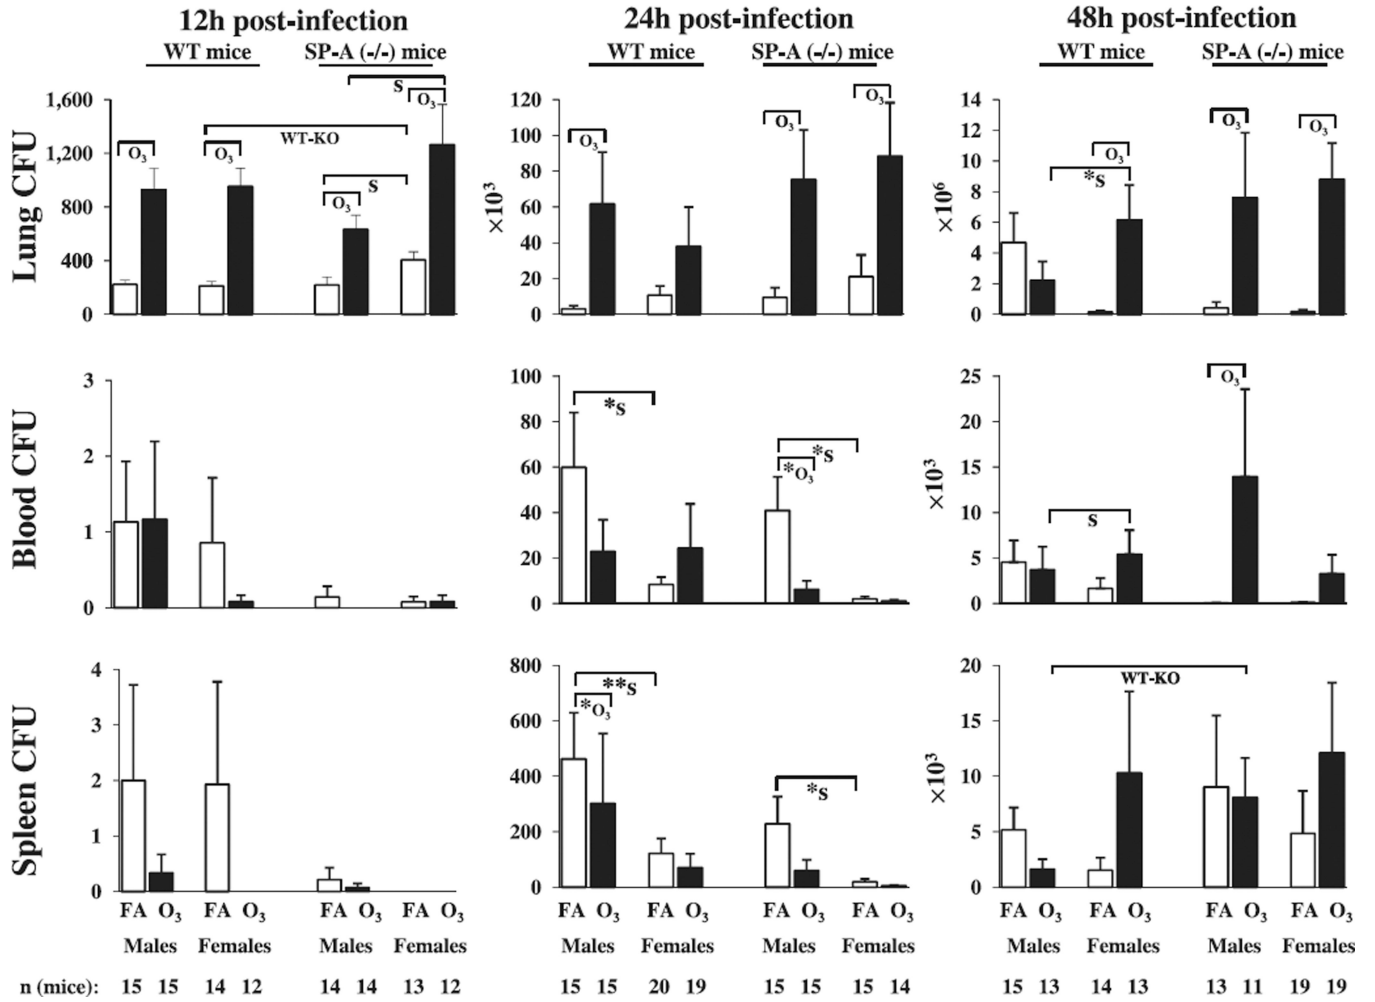 12h post-infection 24h post-infection 48h post-infection
WT mice SP-A (-/-) mice WT mice SP-A (-/-) mice WT mice SP-A (-/-) mice
Lung CFU
1,600
1,200
800
400
0
O3
O3
WT-KO
O3
S
O3
S
×10³
120
100
80
60
40
20
0
O3
O3
O3
×10⁶
14
12
10
8
6
4
2
0
*S
O3
O3
O3
Blood CFU
3
2
1
0
100
80
60
40
20
0
*S
*S
*O3
×10³
25
20
15
10
5
0
S
O3
Spleen CFU
4
3
2
1
0
800
600
400
200
0
**S
*O3
*S
×10³
20
15
10
5
0
WT-KO
FA O3 FA O3 FA O3 FA O3 FA O3 FA O3 FA O3 FA O3 FA O3 FA O3 FA O3 FA O3
Males Females Males Females Males Females Males Females Males Females Males Females
n (mice): 15 15 14 12 14 14 13 12 15 15 20 19 15 15 15 14 15 13 14 13 13 11 19 19